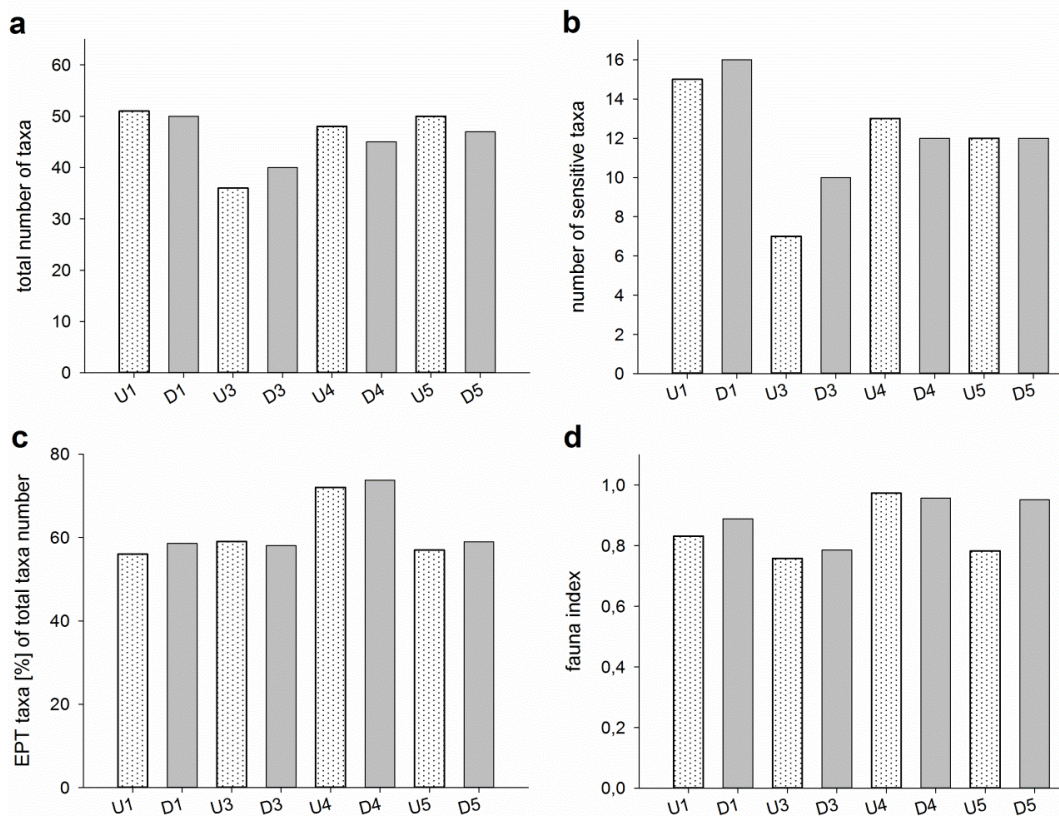 a
total number of taxa
60
50
40
30
20
10
0
U1 D1 U3 D3 U4 D4 U5 D5
b
number of sensitive taxa
16
14
12
10
8
6
4
2
0
U1 D1 U3 D3 U4 D4 U5 D5
c
EPT taxa [%] of total taxa number
80
60
40
20
0
U1 D1 U3 D3 U4 D4 U5 D5
d
fauna index
1,0
0,8
0,6
0,4
0,2
0,0
U1 D1 U3 D3 U4 D4 U5 D5